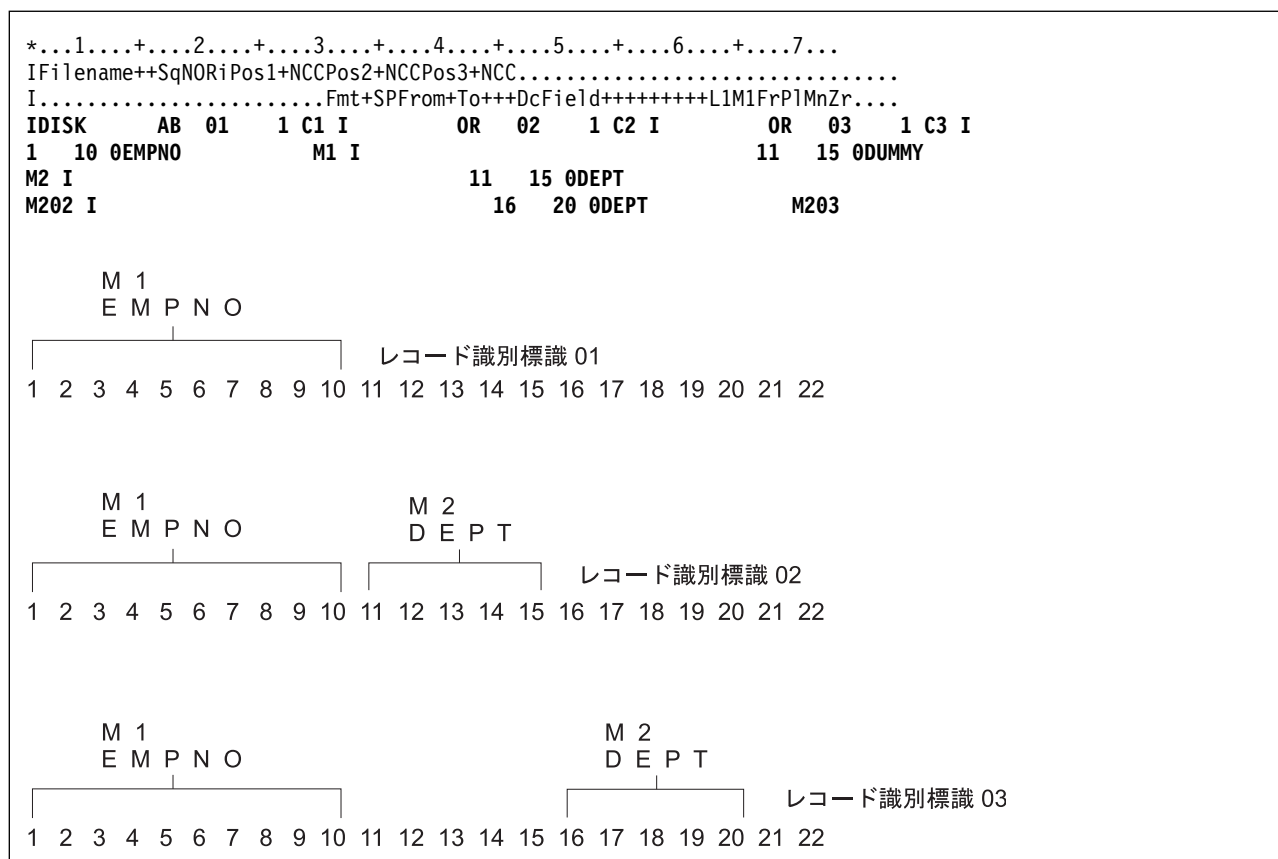 *...1....+....2....+....3....+....4....+....5....+....6....+....7...
IFilename++SqNORiPos1+NCCPos2+NCCPos3+NCC................................
I........................Fmt+SPFrom+To+++DcField+++++++++L1M1FrPlMnZr....
IDISK      AB  01    1 C1 I         OR   02    1 C2 I         OR   03    1 C3 I
1   10 0EMPNO           M1 I                                 11   15 0DUMMY
M2 I                                 11   15 0DEPT
M202 I                                 16   20 0DEPT            M203
M 1
E M P N O
レコード識別標識 01
1 2 3 4 5 6 7 8 9 10 11 12 13 14 15 16 17 18 19 20 21 22
M 1 M 2
E M P N O D E P T
レコード識別標識 02
1 2 3 4 5 6 7 8 9 10 11 12 13 14 15 16 17 18 19 20 21 22
M 1 M 2
E M P N O D E P T
レコード識別標識 03
1 2 3 4 5 6 7 8 9 10 11 12 13 14 15 16 17 18 19 20 21 22